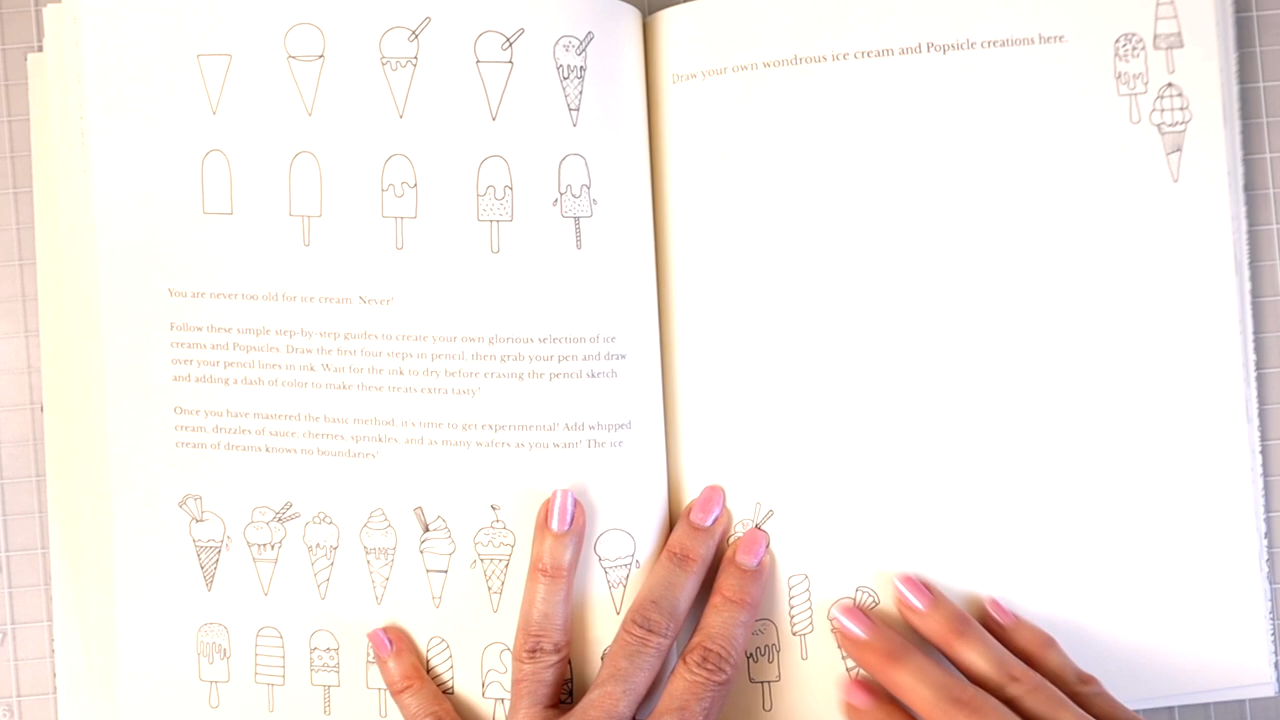 You are never too old for ice cream. Never!
Follow these simple step-by-step guides to create your own glorious selection of ice
creams and Popsicles. Draw the first four steps in pencil, then grab your pen and draw
over your pencil lines in ink. Wait for the ink to dry before erasing the pencil sketch
and adding a dash of color to make these treats extra tasty!
Once you have mastered the basic method, it's time to get experimental! Add whipped
cream, drizzles of sauce, cherries, sprinkles, and as many wafers as you want! The ice
cream of dreams knows no boundaries!
Draw your own wondrous ice cream and Popsicle creations here.